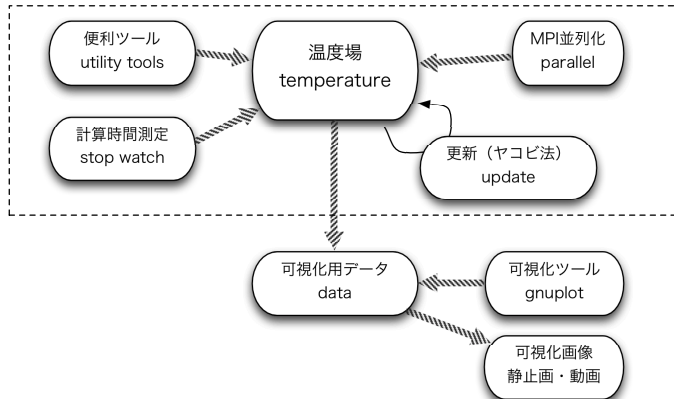 便利ツール
utility tools
温度場
temperature
MPI並列化
parallel
計算時間測定
stop watch
更新（ヤコビ法）
update
可視化用データ
data
可視化ツール
gnuplot
可視化画像
静止画・動画